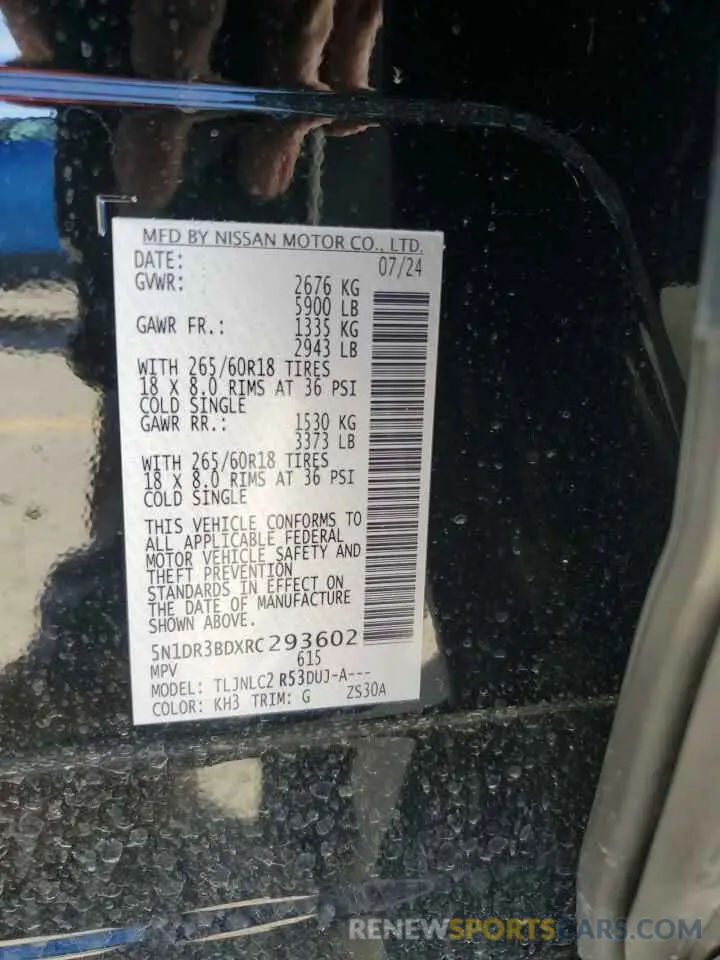 MFD BY NISSAN MOTOR CO., LTD.
DATE: 07/24
GVWR: 2676 KG
5900 LB
GAWR FR.: 1335 KG
2943 LB
WITH 265/60R18 TIRES
18 X 8.0 RIMS AT 36 PSI
COLD SINGLE
GAWR RR.: 1530 KG
3373 LB
WITH 265/60R18 TIRES
18 X 8.0 RIMS AT 36 PSI
COLD SINGLE
THIS VEHICLE CONFORMS TO
ALL APPLICABLE FEDERAL
MOTOR VEHICLE SAFETY AND
THEFT PREVENTION
STANDARDS IN EFFECT ON
THE DATE OF MANUFACTURE
SHOWN ABOVE.
5N1DR3BDXRC293602
MPV 615
MODEL: TLJNLC2 R53DUJ-A---
COLOR: KH3 TRIM: G ZS30A
RENEWSPORTSCARS.COM